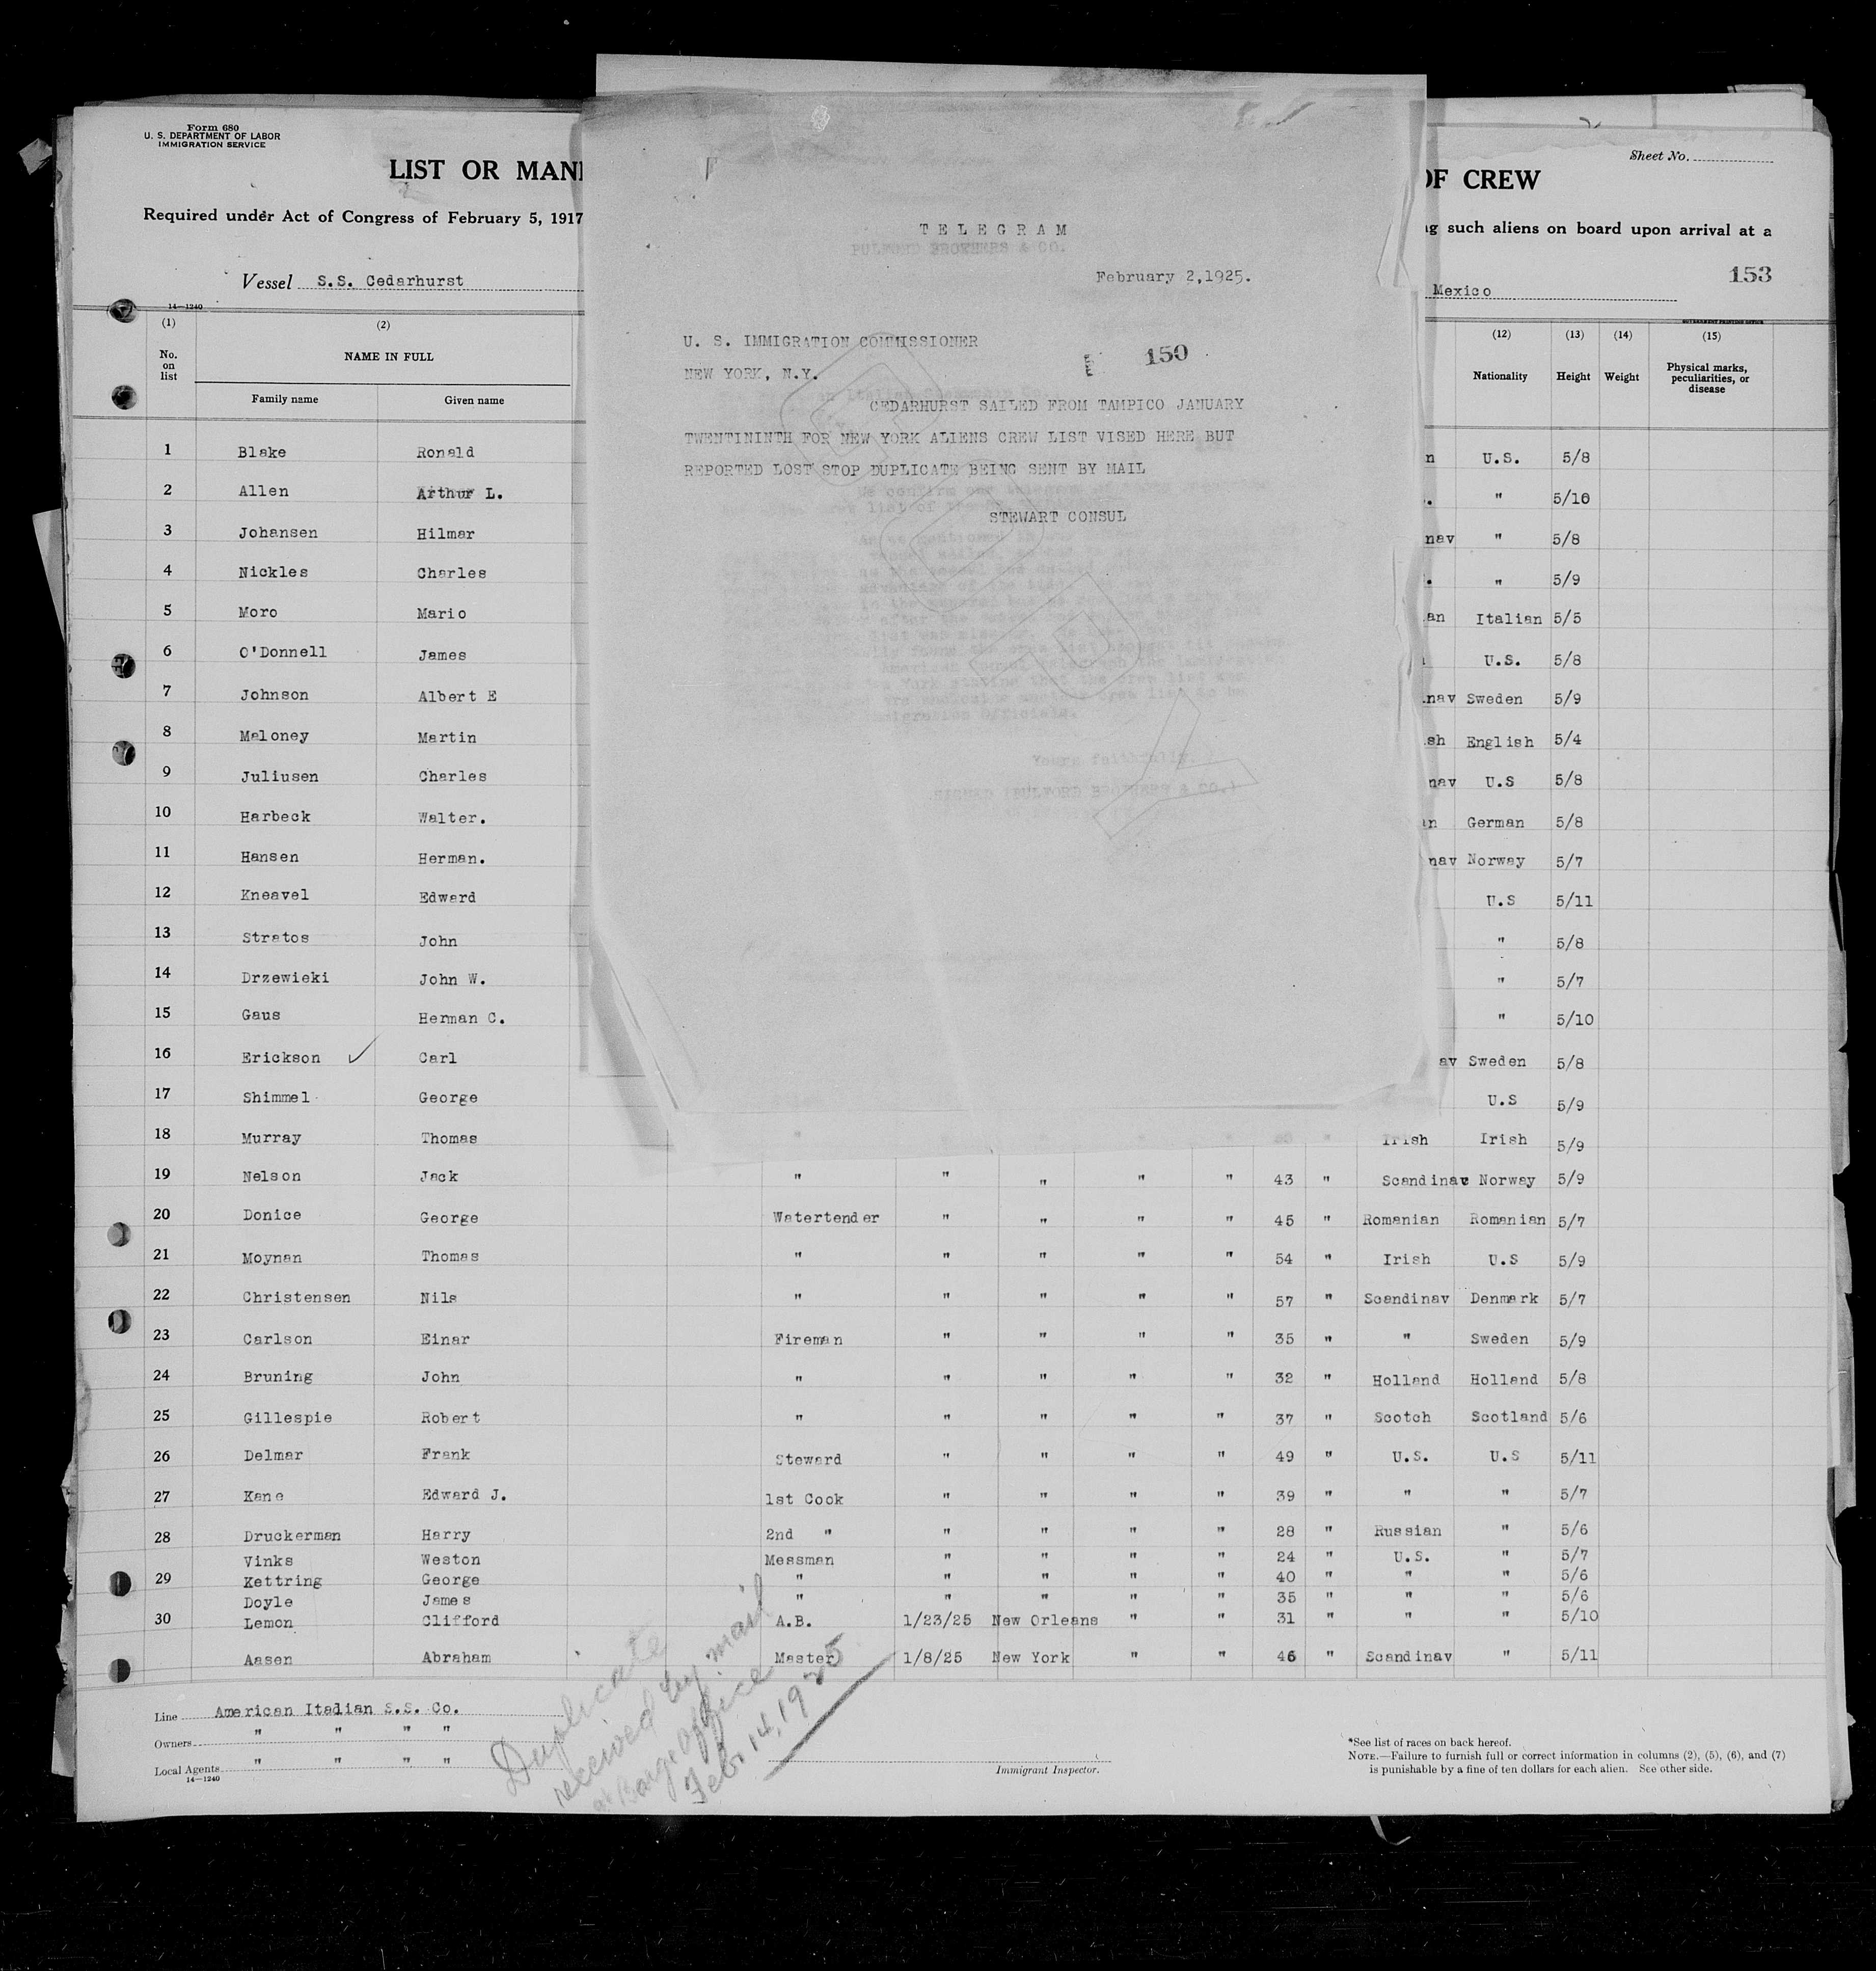 Form 680
U. S. DEPARTMENT OF LABOR
IMMIGRATION SERVICE
Sheet No.
LIST OR MANI
OF CREW
Required under Act of Congress of February 5, 1917
such aliens on board upon arrival at a
Vessel S.S. Cedarhurst
Mexico
153
14—1240
TELEGRAM
PULFORD BROTHERS & CO.
February 2,1925.
U. S. IMMIGRATION COMMISSIONER
150
NEW YORK, N.Y.
CEDARHURST SAILED FROM TAMPICO JANUARY
TWENTININTH FOR NEW YORK ALIENS CREW LIST VISED HERE BUT
REPORTED LOST STOP DUPLICATE BEING SENT BY MAIL
STEWART CONSUL
Yours faithfully,
(1) (2) (12) (13) (14) (15)
No. on list NAME IN FULL Nationality Height Weight Physical marks, peculiarities, or disease
Family name Given name
1 Blake Ronald U.S. 5/8
2 Allen Arthur L. " 5/10
3 Johansen Hilmar nav " 5/8
4 Nickles Charles " 5/9
5 Moro Mario an Italian 5/5
6 O'Donnell James U.S. 5/8
7 Johnson Albert E nav Sweden 5/9
8 Maloney Martin sh English 5/4
9 Juliusen Charles nav U.S 5/8
10 Harbeck Walter. German 5/8
11 Hansen Herman. nav Norway 5/7
12 Kneavel Edward U.S 5/11
13 Stratos John " 5/8
14 Drzewieki John W. " 5/7
15 Gaus Herman C. " 5/10
16 Erickson ✓ Carl av Sweden 5/8
17 Shimmel George U.S 5/9
18 Murray Thomas Irish Irish 5/9
19 Nelson Jack " " " " " 43 " Scandinav Norway 5/9
20 Donice George Watertender " " " " 45 " Romanian Romanian 5/7
21 Moynan Thomas " " " " " 54 " Irish U.S 5/9
22 Christensen Nils " " " " " 57 " Scandinav Denmark 5/7
23 Carlson Einar Fireman " " " " 35 " " Sweden 5/9
24 Bruning John " " " " " 32 " Holland Holland 5/8
25 Gillespie Robert " " " " " 37 " Scotch Scotland 5/6
26 Delmar Frank Steward " " " " 49 " U.S. U.S 5/11
27 Kane Edward J. 1st Cook " " " " 39 " " " 5/7
28 Druckerman Harry 2nd " " " " " 28 " Russian " 5/6
Vinks Weston Messman " " " " 24 " U.S. " 5/7
29 Kettring George " " " " " 40 " " " 5/6
Doyle James " " " " " 35 " " " 5/6
30 Lemon Clifford A.B. 1/23/25 New Orleans " " 31 " " " 5/10
Aasen Abraham Master 1/8/25 New York " " 46 " Scandinav " 5/11
Line American Italian S.S. Co.
Owners " " " "
Local Agents " " " "
14—1240
Duplicate
received by mail
at Barge Office
Feb. 14, 1925
Immigrant Inspector.
*See list of races on back hereof.
NOTE.—Failure to furnish full or correct information in columns (2), (5), (6), and (7)
is punishable by a fine of ten dollars for each alien. See other side.